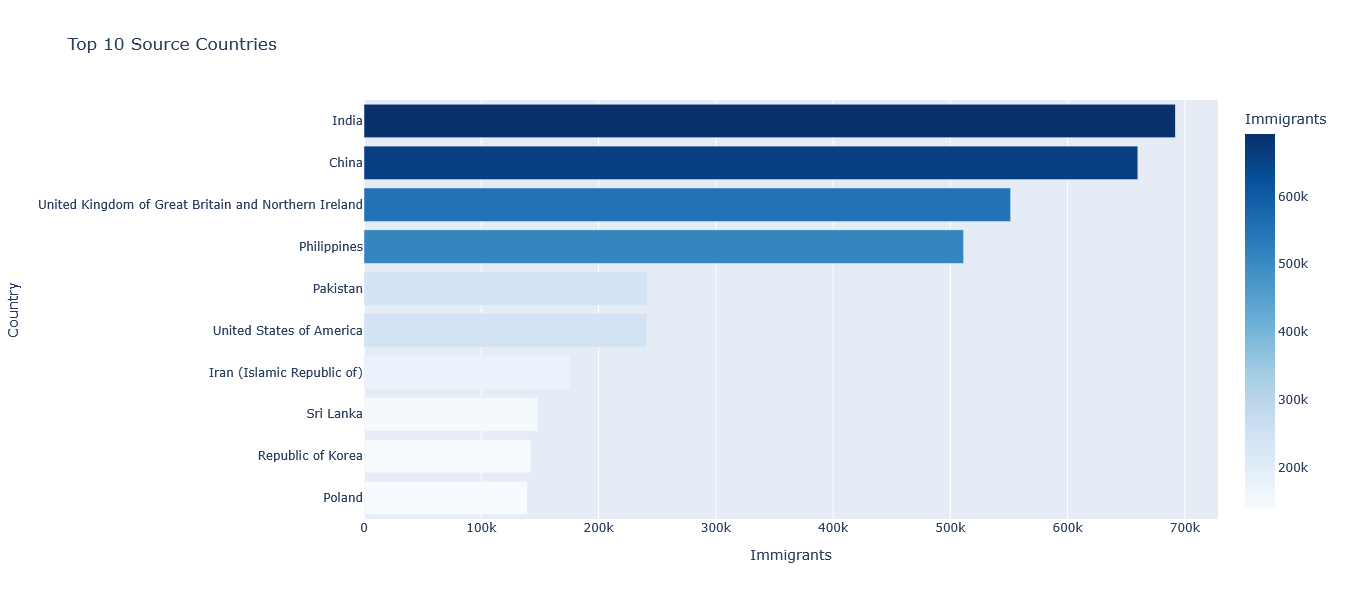 Top 10 Source Countries
Country
India
China
United Kingdom of Great Britain and Northern Ireland
Philippines
Pakistan
United States of America
Iran (Islamic Republic of)
Sri Lanka
Republic of Korea
Poland
0 100k 200k 300k 400k 500k 600k 700k
Immigrants
Immigrants
600k
500k
400k
300k
200k